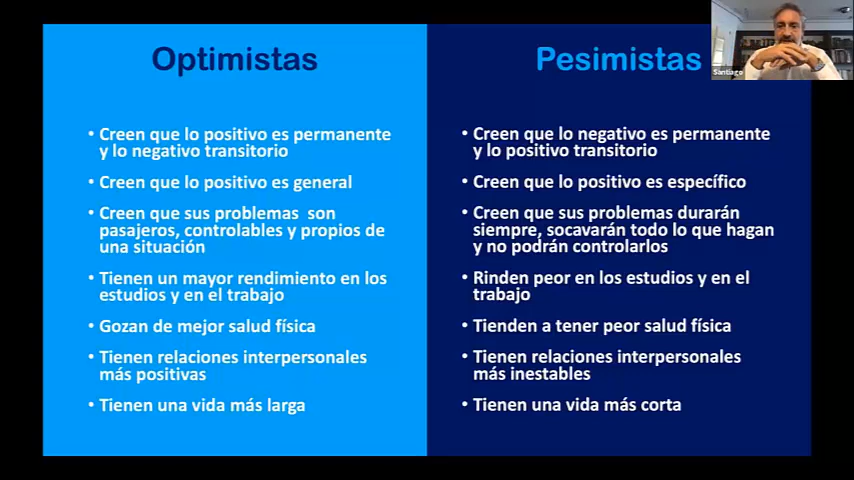 Optimistas
• Creen que lo positivo es permanente
y lo negativo transitorio
• Creen que lo positivo es general
• Creen que sus problemas son
pasajeros, controlables y propios de
una situación
• Tienen un mayor rendimiento en los
estudios y en el trabajo
• Gozan de mejor salud física
• Tienen relaciones interpersonales
más positivas
• Tienen una vida más larga
Pesimistas
• Creen que lo negativo es permanente
y lo positivo transitorio
• Creen que lo positivo es específico
• Creen que sus problemas durarán
siempre, socavarán todo lo que hagan
y no podrán controlarlos
• Rinden peor en los estudios y en el
trabajo
• Tienden a tener peor salud física
• Tienen relaciones interpersonales
más inestables
• Tienen una vida más corta
Santiago